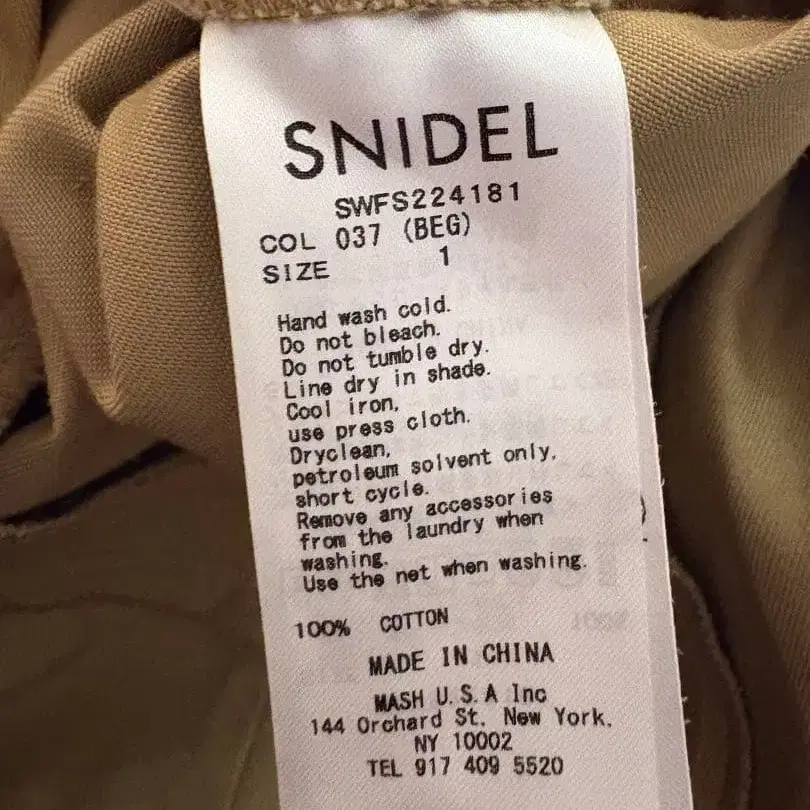 SNIDEL
SWFS224181
COL 037 (BEG)
SIZE 1
Hand wash cold.
Do not bleach.
Do not tumble dry.
Line dry in shade.
Cool iron,
use press cloth.
Dryclean,
petroleum solvent only,
short cycle.
Remove any accessories
from the laundry when
washing.
Use the net when washing.
100% COTTON
MADE IN CHINA
MASH U.S.A Inc
144 Orchard St. New York,
NY 10002
TEL 917 409 5520